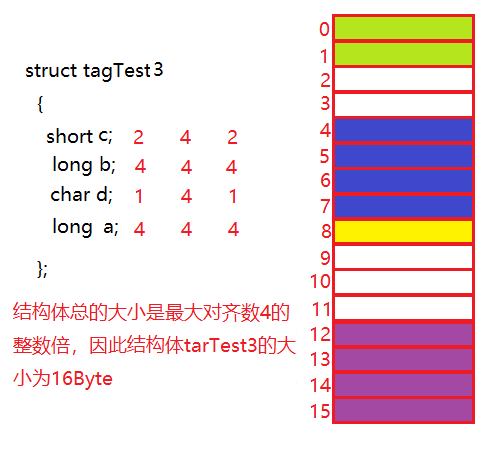 struct tagTest3
{
short c; 2 4 2
long b; 4 4 4
char d; 1 4 1
long a; 4 4 4
};
结构体总的大小是最大对齐数4的
整数倍，因此结构体tarTest3的大
小为16Byte
0
1
2
3
4
5
6
7
8
9
10
11
12
13
14
15